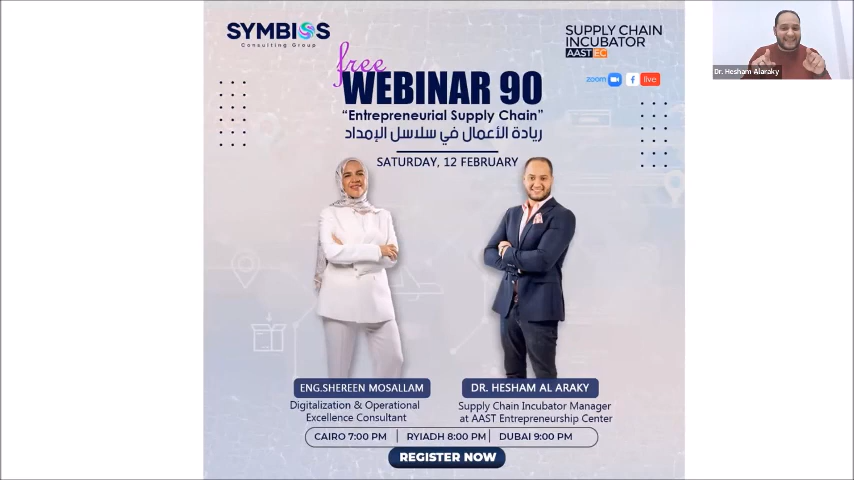 SYMBIOS
Consulting Group
SUPPLY CHAIN
INCUBATOR
AAST EC
free
WEBINAR 90
zoom f live
"Entrepreneurial Supply Chain"
ريادة الأعمال في سلاسل الإمداد
SATURDAY, 12 FEBRUARY
Dr. Hesham Alaraky
ENG.SHEREEN MOSALLAM
Digitalization & Operational
Excellence Consultant
DR. HESHAM AL ARAKY
Supply Chain Incubator Manager
at AAST Entrepreneurship Center
CAIRO 7:00 PM | RYIADH 8:00 PM | DUBAI 9:00 PM
REGISTER NOW